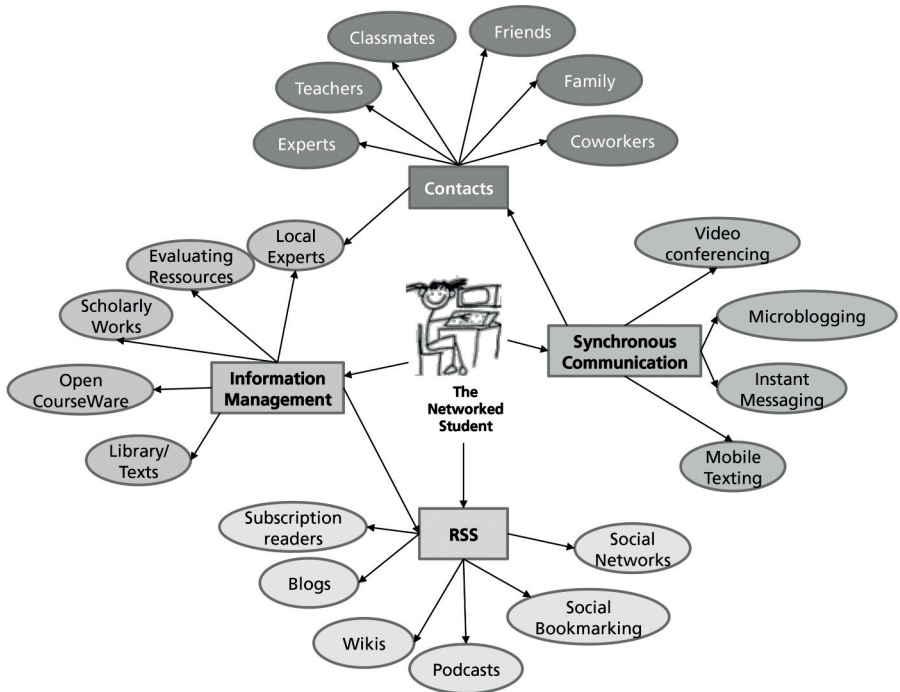 Classmates
Friends
Teachers
Family
Experts
Coworkers
Contacts
Local
Experts
Evaluating
Ressources
Scholarly
Works
Open
CourseWare
Library/
Texts
Information
Management
The
Networked
Student
Synchronous
Communication
Video
conferencing
Microblogging
Instant
Messaging
Mobile
Texting
RSS
Subscription
readers
Blogs
Wikis
Podcasts
Social
Bookmarking
Social
Networks